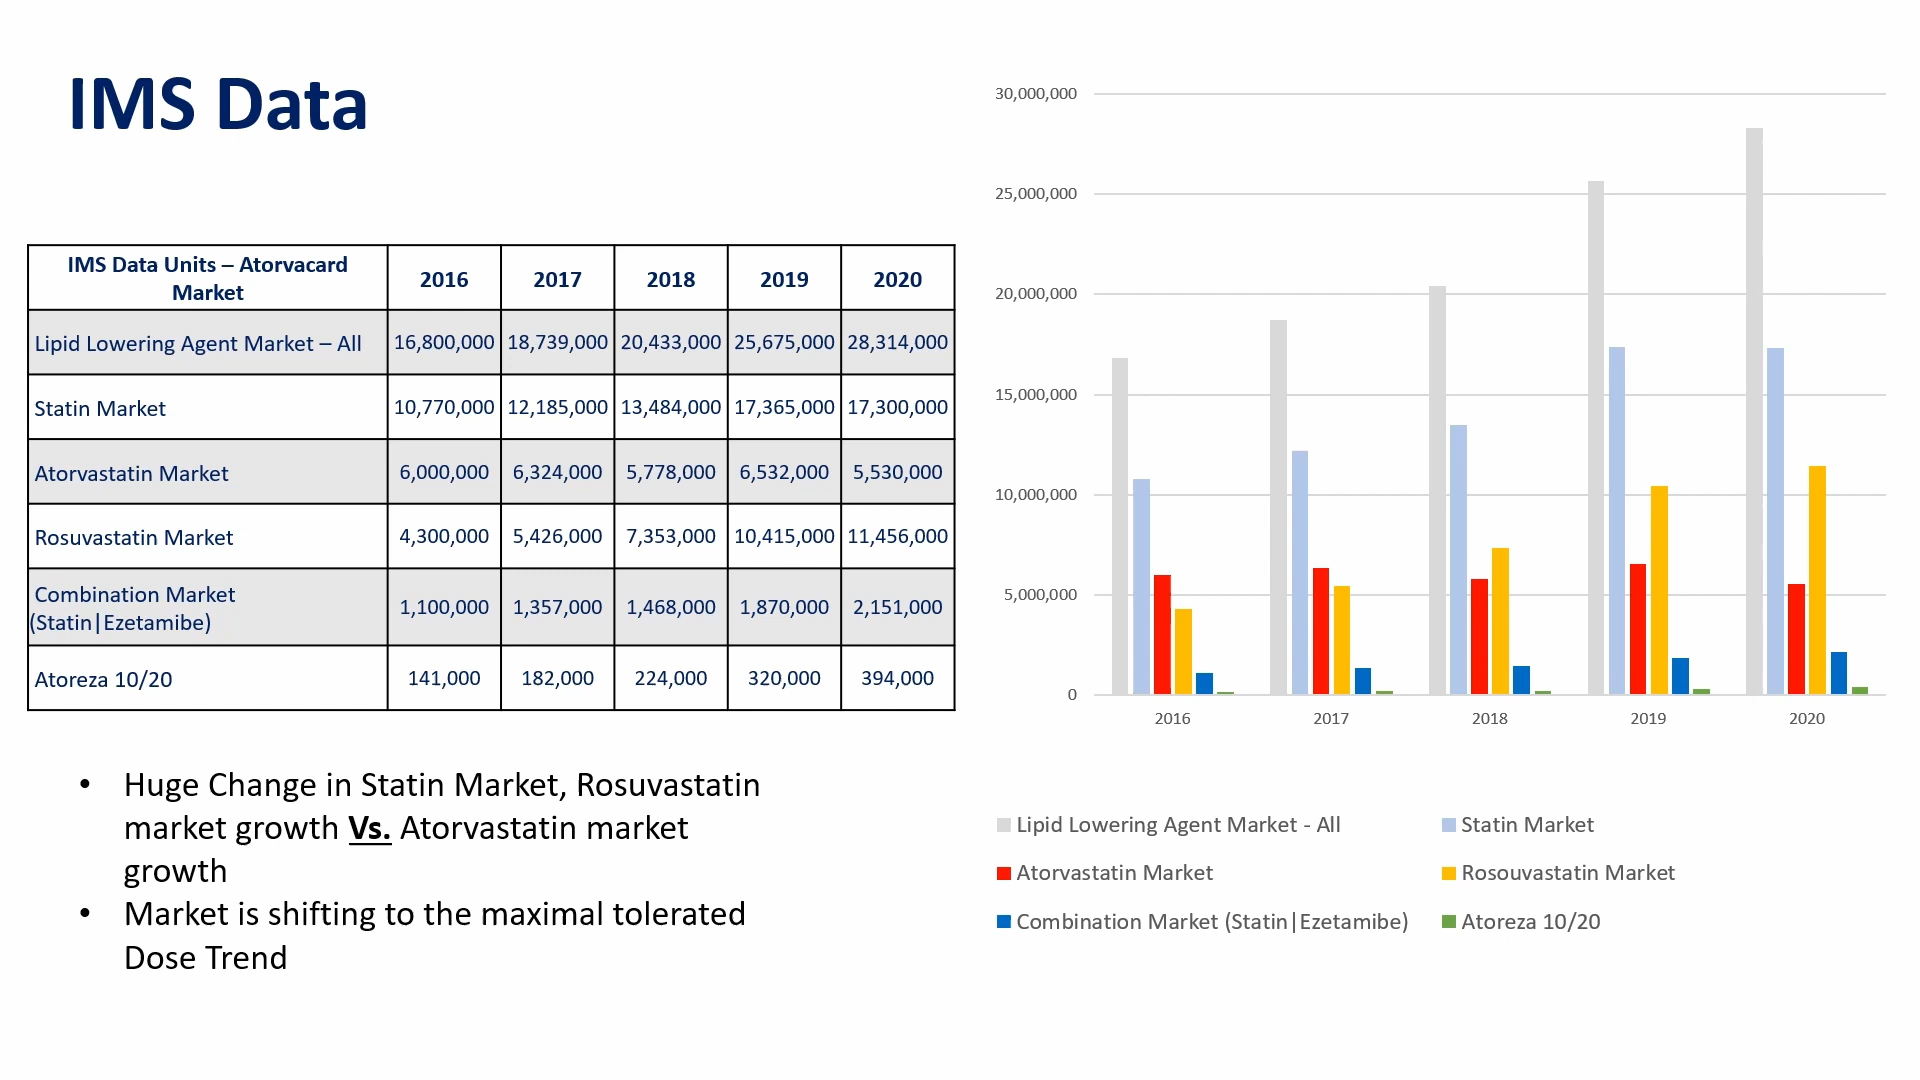 IMS Data
IMS Data Units – Atorvacard
Market
2016 2017 2018 2019 2020
Lipid Lowering Agent Market – All 16,800,000 18,739,000 20,433,000 25,675,000 28,314,000
Statin Market 10,770,000 12,185,000 13,484,000 17,365,000 17,300,000
Atorvastatin Market 6,000,000 6,324,000 5,778,000 6,532,000 5,530,000
Rosuvastatin Market 4,300,000 5,426,000 7,353,000 10,415,000 11,456,000
Combination Market
(Statin|Ezetamibe) 1,100,000 1,357,000 1,468,000 1,870,000 2,151,000
Atoreza 10/20 141,000 182,000 224,000 320,000 394,000
• Huge Change in Statin Market, Rosuvastatin
market growth Vs. Atorvastatin market
growth
• Market is shifting to the maximal tolerated
Dose Trend
30,000,000
25,000,000
20,000,000
15,000,000
10,000,000
5,000,000
0
2016 2017 2018 2019 2020
Lipid Lowering Agent Market - All Statin Market
Atorvastatin Market Rosouvastatin Market
Combination Market (Statin|Ezetamibe) Atoreza 10/20